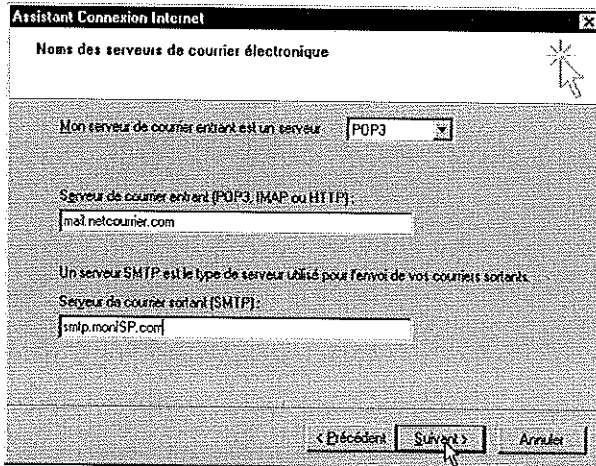 Assistant Connexion Internet
Noms des serveurs de courrier électronique
Mon serveur de courrier entrant est un serveur POP3
Serveur de courrier entrant (POP3, IMAP ou HTTP) :
mail.netcourrier.com
Un serveur SMTP est le type de serveur utilisé pour l'envoi de vos courriers sortants.
Serveur de courrier sortant (SMTP) :
smtp.monISP.com
< Précédent Suivant > Annuler